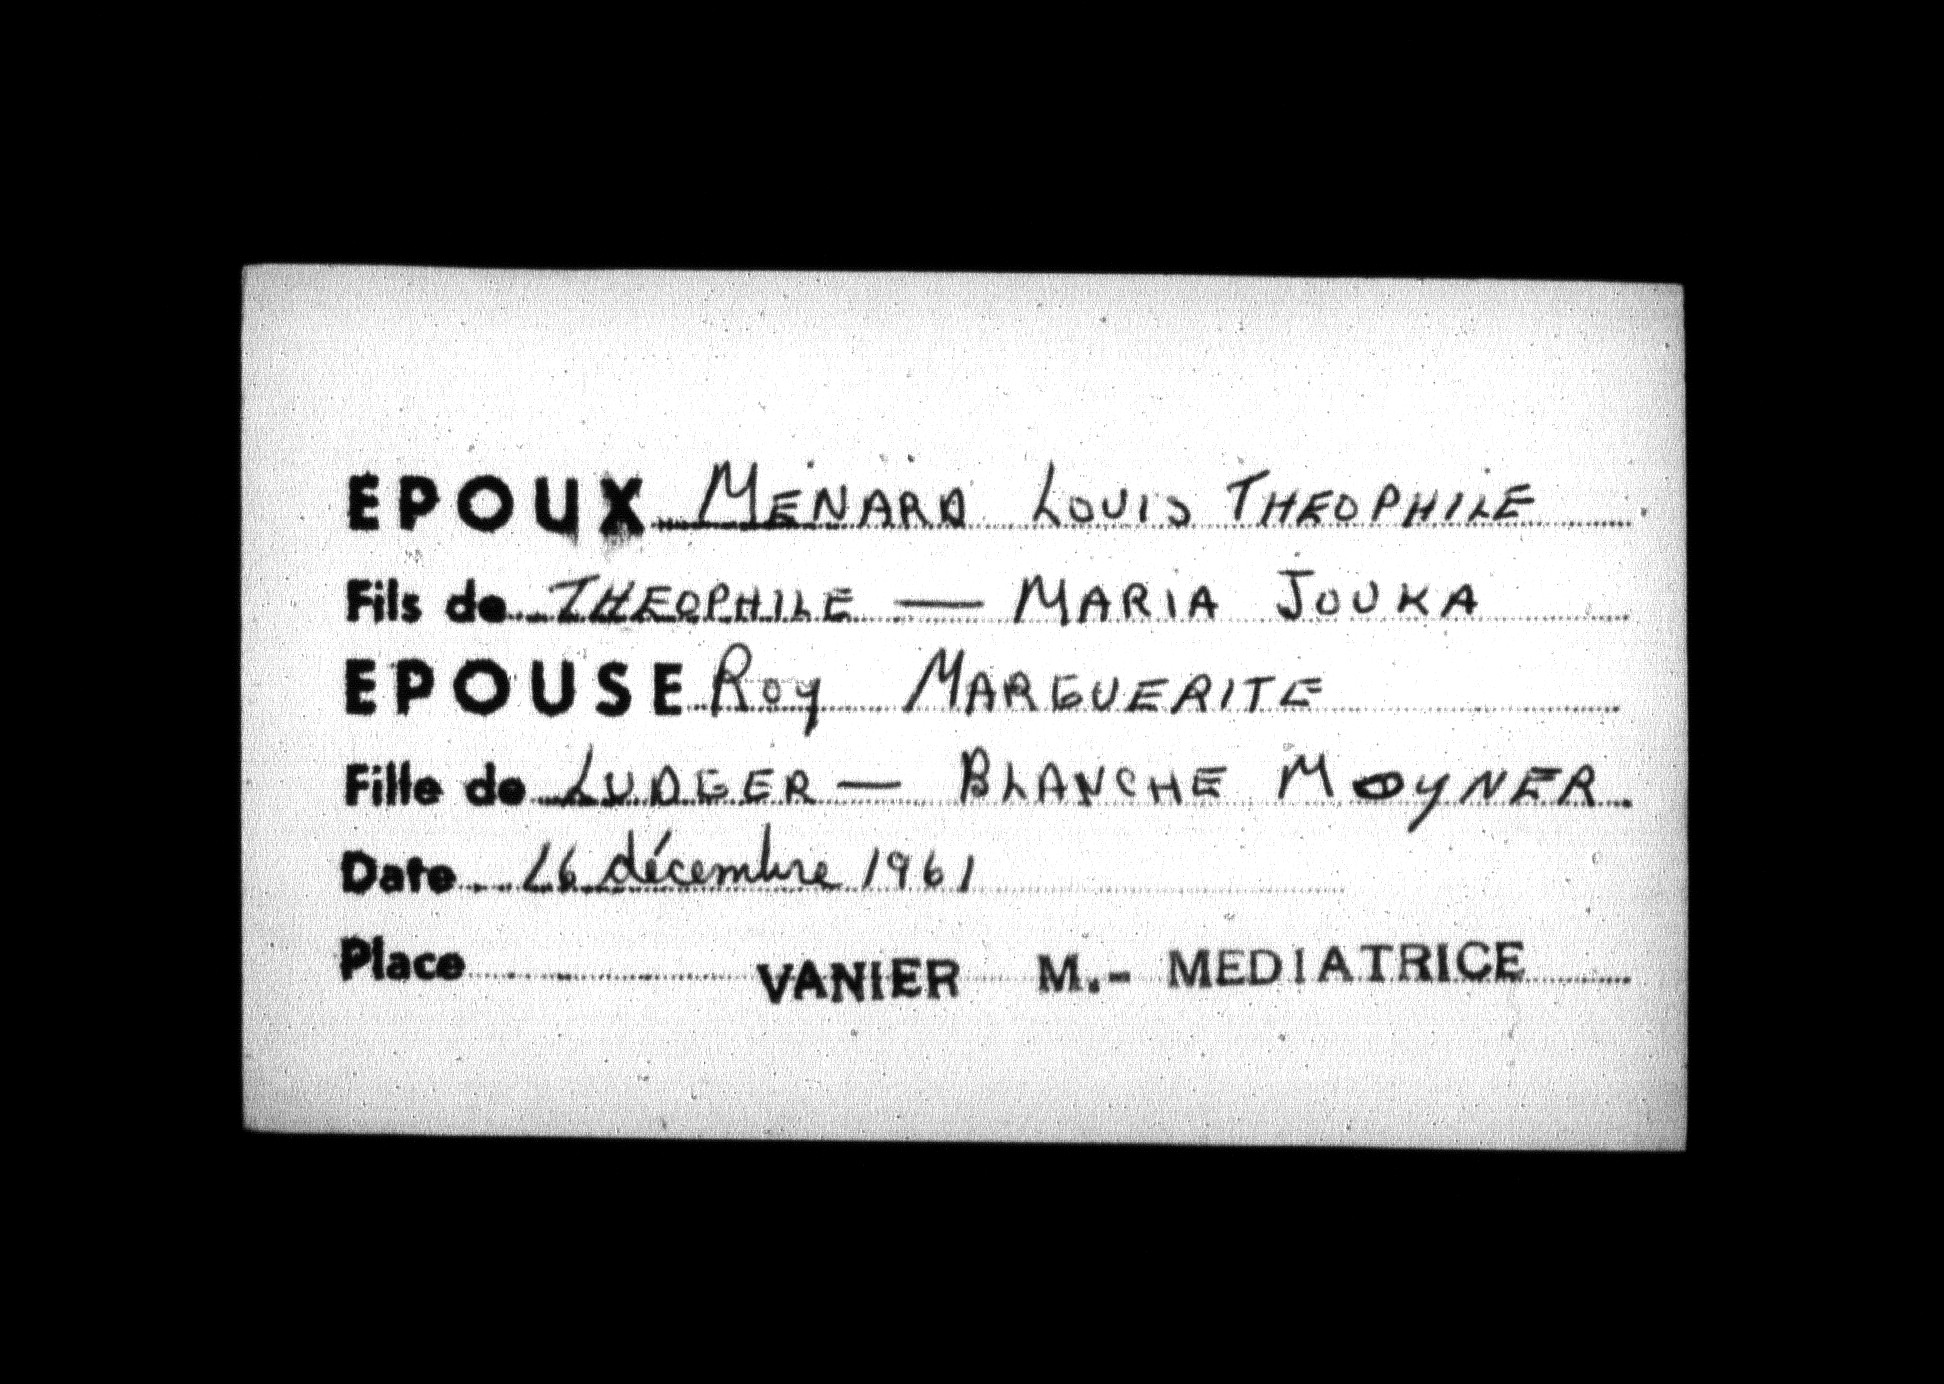 EPOUX MENARD LOUIS THEOPHILE
Fils de THEOPHILE — MARIA JOUKA
EPOUSE ROY MARGUERITE
Fille de LUDGER — BLANCHE MOYNER
Date 26 décembre 1961
Place VANIER M.- MEDIATRICE